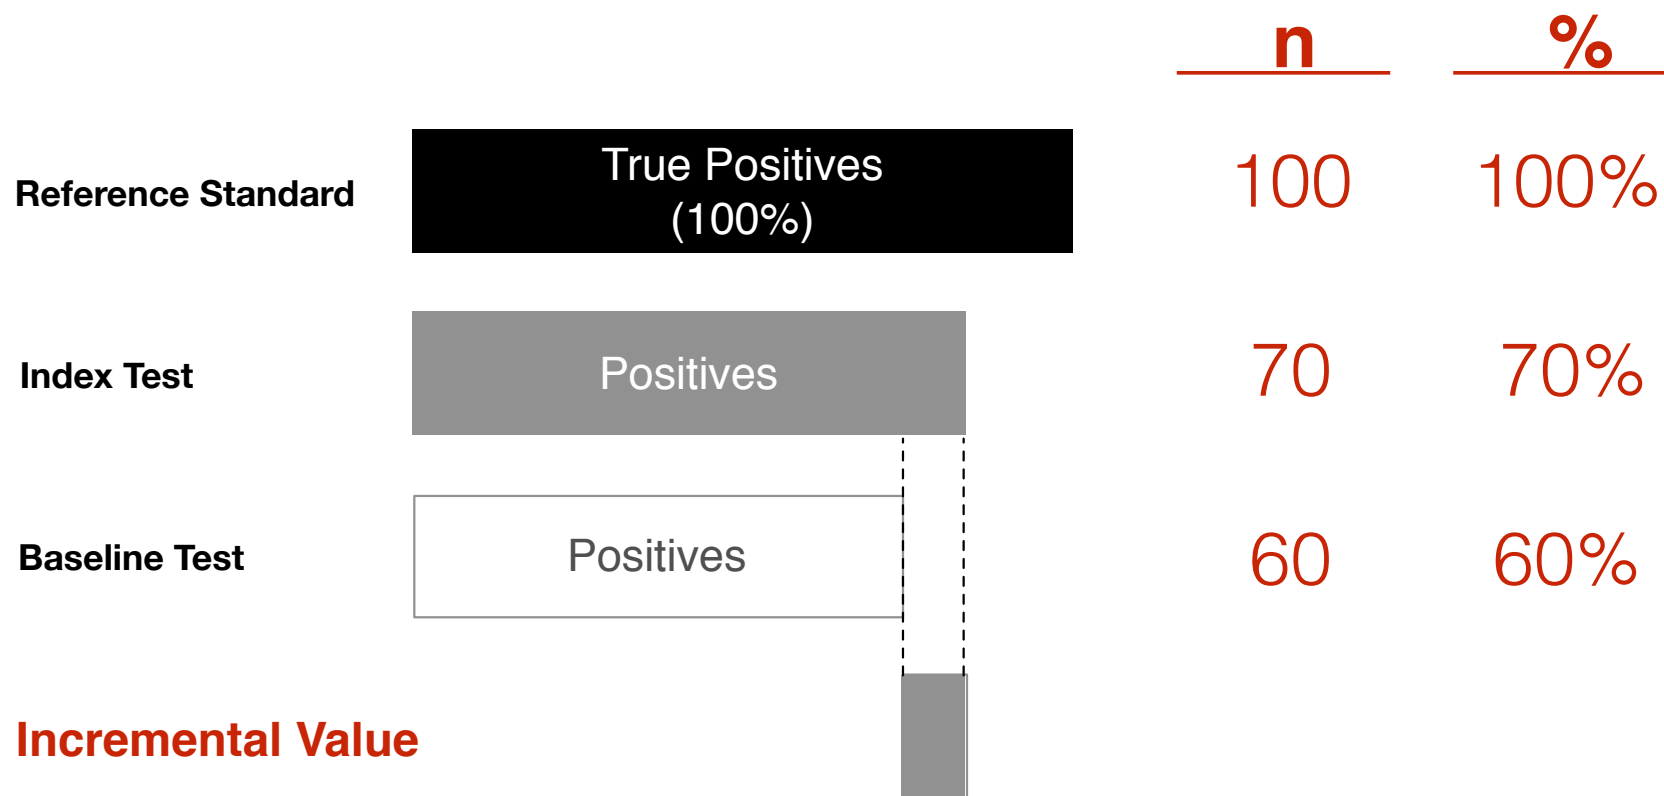 n %
Reference Standard True Positives 100 100%
(100%)
Index Test Positives 70 70%
Baseline Test Positives 60 60%
Incremental Value